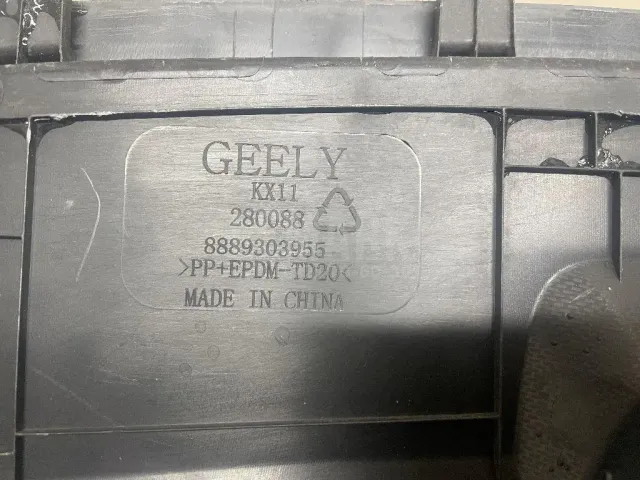 GEELY
KX11
280088
8889303955
>PP+EPDM-TD20<
MADE IN CHINA